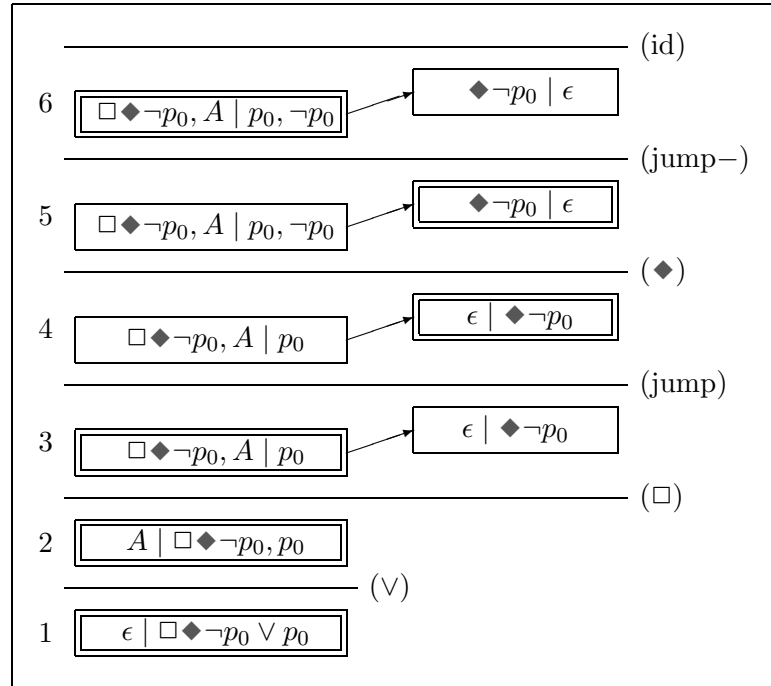 (id)
6 □◆¬p₀, A | p₀, ¬p₀ ◆¬p₀ | ϵ
(jump−)
5 □◆¬p₀, A | p₀, ¬p₀ ◆¬p₀ | ϵ
(◆)
4 □◆¬p₀, A | p₀ ϵ | ◆¬p₀
(jump)
3 □◆¬p₀, A | p₀ ϵ | ◆¬p₀
(□)
2 A | □◆¬p₀, p₀
(∨)
1 ϵ | □◆¬p₀ ∨ p₀